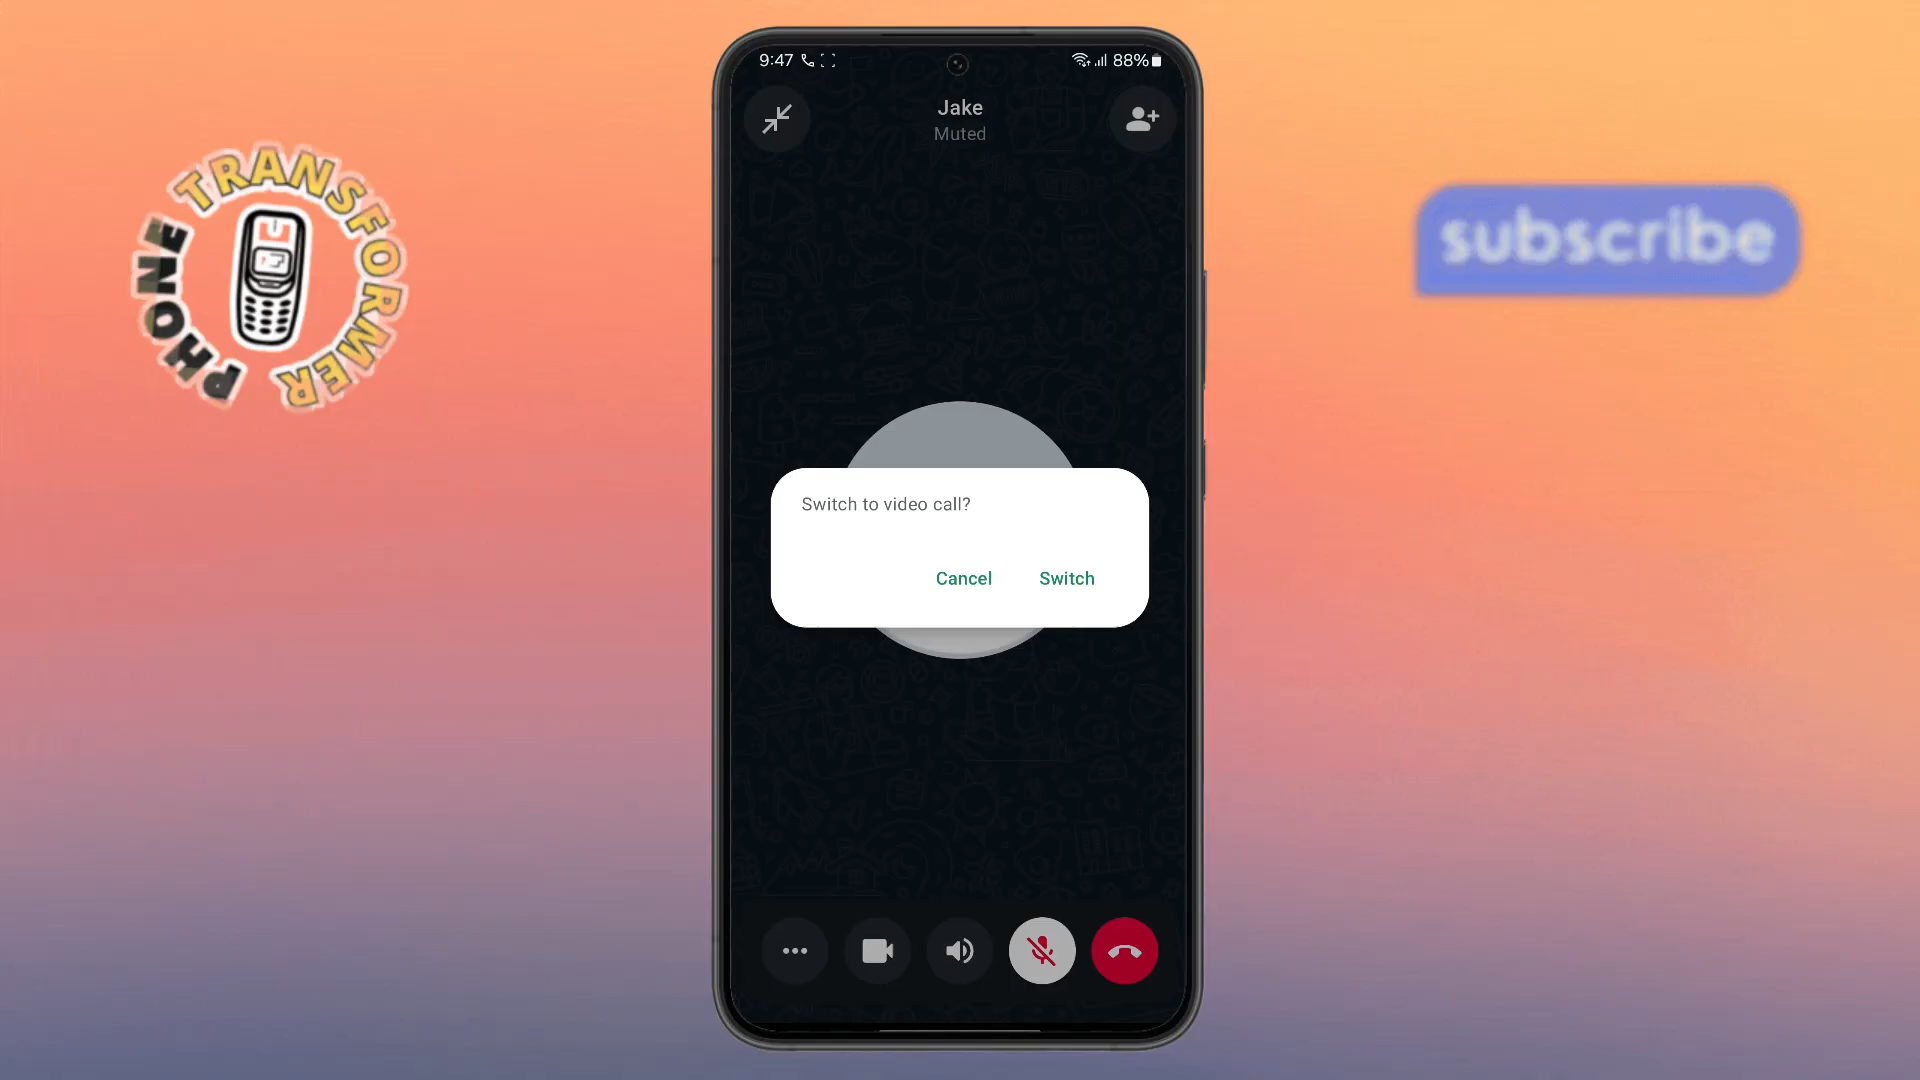 PHONE TRANSFORMER
9:47
88%
Jake
Muted
subscribe
Switch to video call?
Cancel Switch